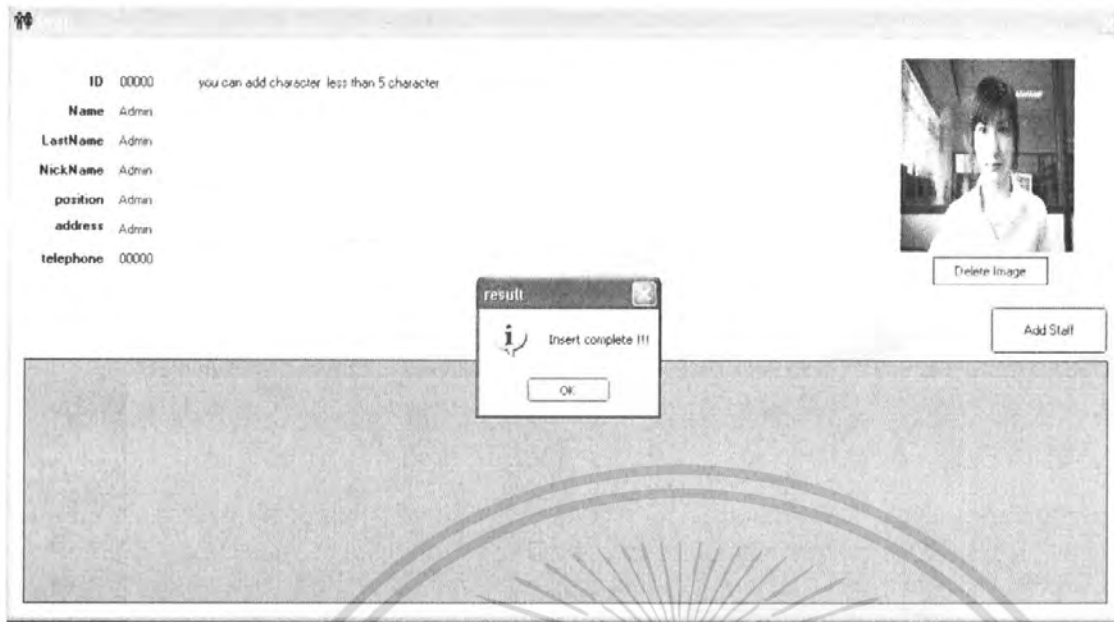 ID 00000 you can add character less than 5 character
Name Admin
LastName Admin
NickName Admin
position Admin
address Admin
telephone 00000
Delete Image
result
Insert complete !!!
OK
Add Staff